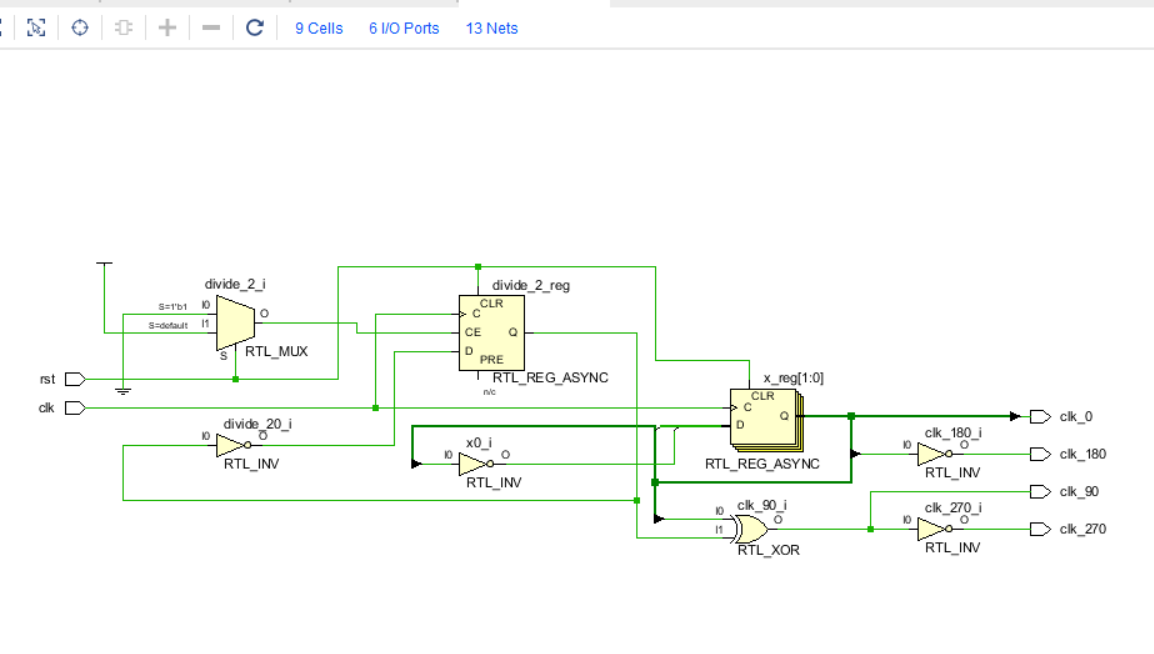 9 Cells 6 I/O Ports 13 Nets
divide_2_i
S=1'b1 I0
S=default I1
O
S
RTL_MUX
divide_2_reg
CLR
C
CE
D
Q
PRE
RTL_REG_ASYNC
n/c
rst
clk
divide_20_i
I0
O
RTL_INV
x0_i
I0
O
RTL_INV
x_reg[1:0]
CLR
C
D
Q
RTL_REG_ASYNC
clk_0
clk_180_i
I0
O
RTL_INV
clk_180
clk_90_i
I0
I1
O
RTL_XOR
clk_90
clk_270_i
I0
O
RTL_INV
clk_270